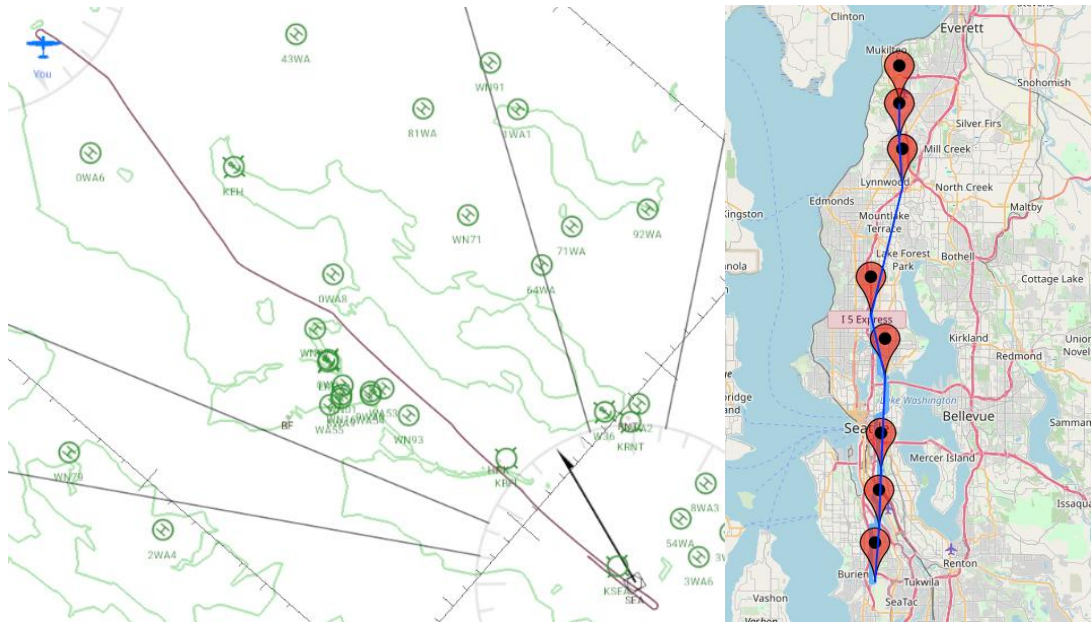 You
43WA
WN91
81WA
1WA1
0WA6
KEH
WN71
92WA
71WA
64WA
0WA8
WA53
WA55
WN93
BF
W36
KRNT
WN79
8WA3
54WA
3WA6
2WA4
KSEA
SEA
Clinton
Everett
Mukilteo
Snohomish
Silver Firs
Mill Creek
Lynnwood
North Creek
Edmonds
Maltby
Kingston
Mountlake
Terrace
Lake Forest
Park
Bothell
Cottage Lake
I 5 Express
Kirkland
Redmond
Union
Lake Washington
Bellevue
Mercer Island
Issaqua
Renton
Burien
Tukwila
Vashon
SeaTac
Vashon